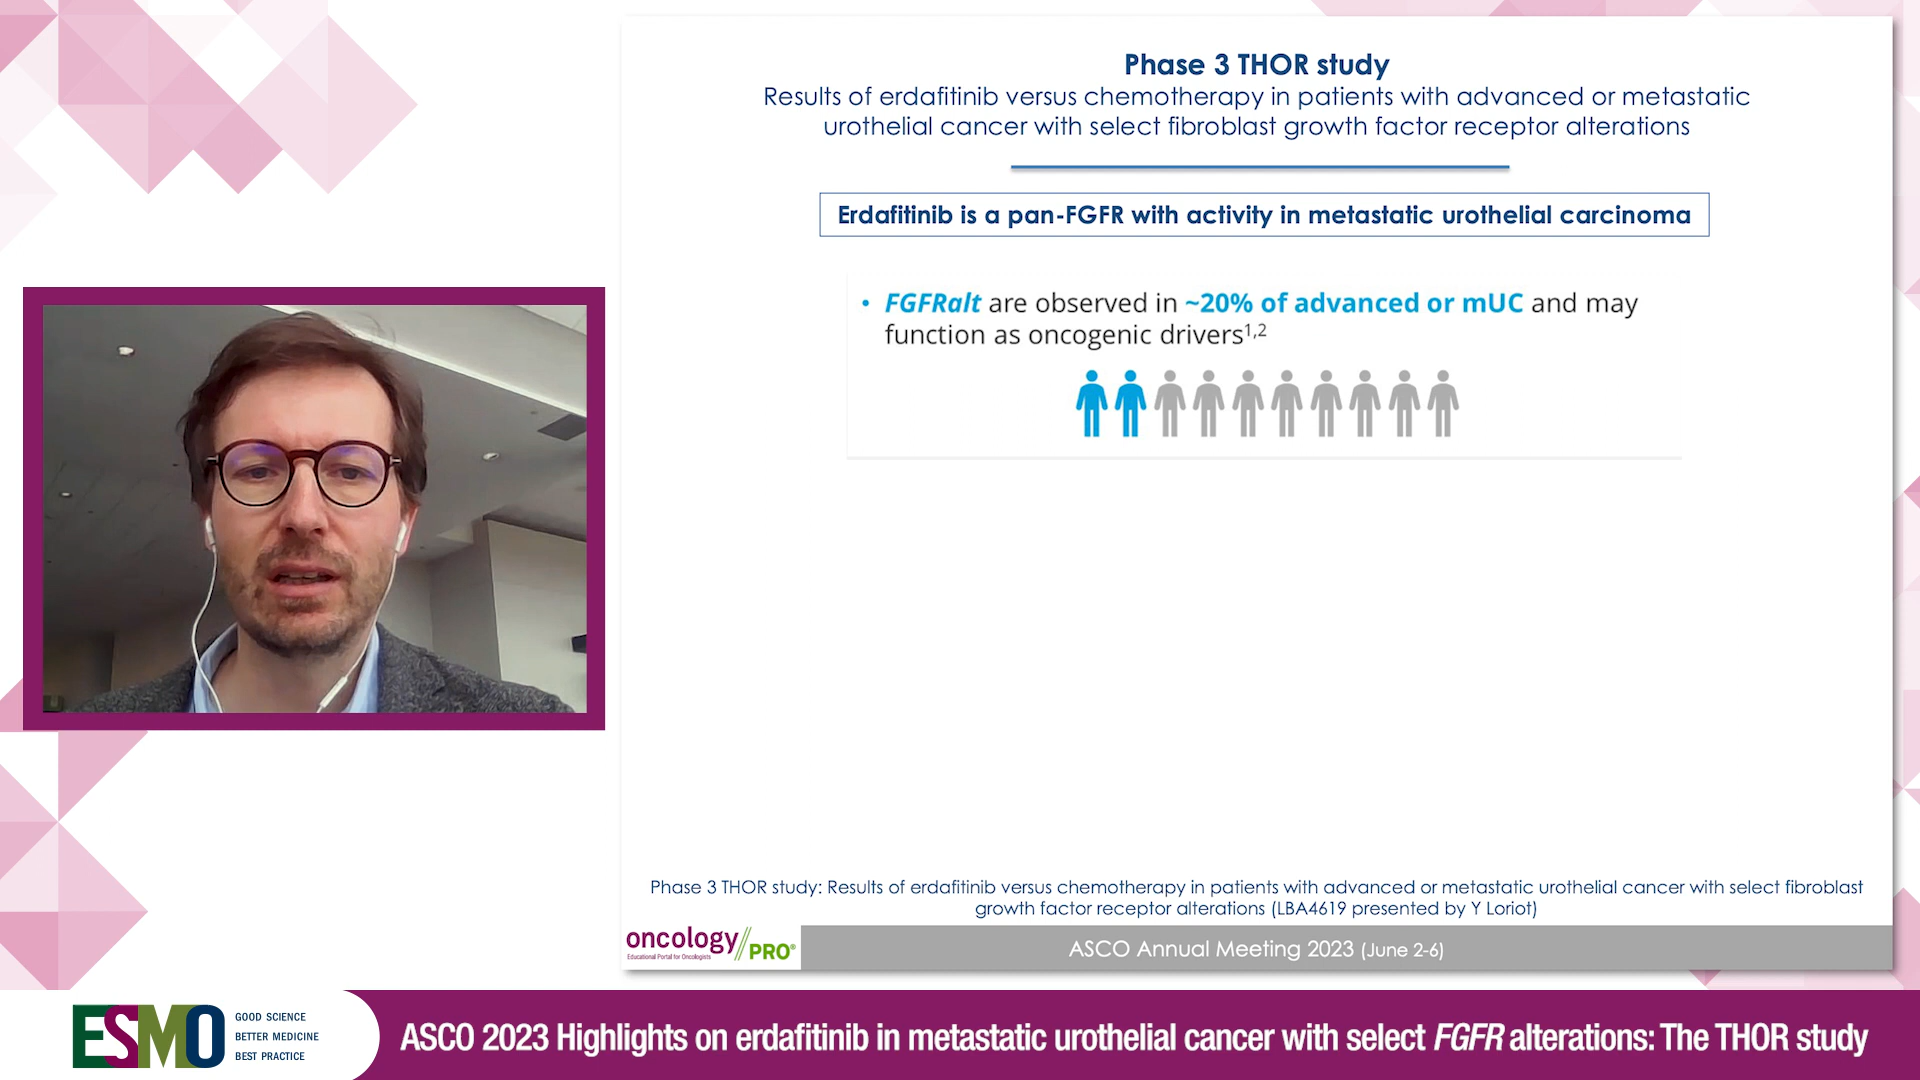 Phase 3 THOR study
Results of erdafitinib versus chemotherapy in patients with advanced or metastatic
urothelial cancer with select fibroblast growth factor receptor alterations
Erdafitinib is a pan-FGFR with activity in metastatic urothelial carcinoma
• FGFRalt are observed in ~20% of advanced or mUC and may
function as oncogenic drivers1,2
Phase 3 THOR study: Results of erdafitinib versus chemotherapy in patients with advanced or metastatic urothelial cancer with select fibroblast
growth factor receptor alterations (LBA4619 presented by Y Loriot)
oncology//PRO®
Educational Portal for Oncologists
ASCO Annual Meeting 2023 (June 2-6)
ESMO
GOOD SCIENCE
BETTER MEDICINE
BEST PRACTICE
ASCO 2023 Highlights on erdafitinib in metastatic urothelial cancer with select FGFR alterations: The THOR study